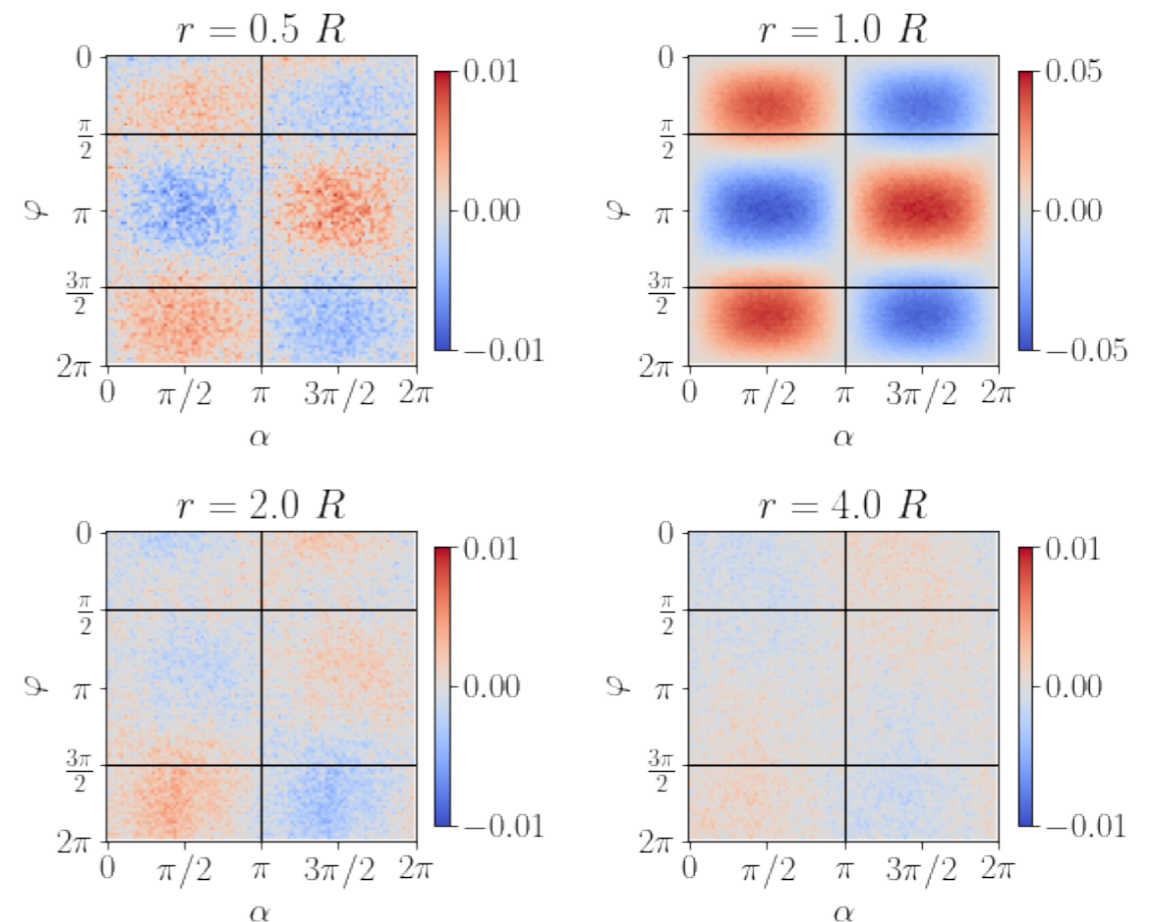 r = 0.5 R
0
π/2
φ π
3π/2
2π
0 π/2 π 3π/2 2π
α
0.01
0.00
−0.01
r = 1.0 R
0
π/2
φ π
3π/2
2π
0 π/2 π 3π/2 2π
α
0.05
0.00
−0.05
r = 2.0 R
0
π/2
φ π
3π/2
2π
0 π/2 π 3π/2 2π
α
0.01
0.00
−0.01
r = 4.0 R
0
π/2
φ π
3π/2
2π
0 π/2 π 3π/2 2π
α
0.01
0.00
−0.01